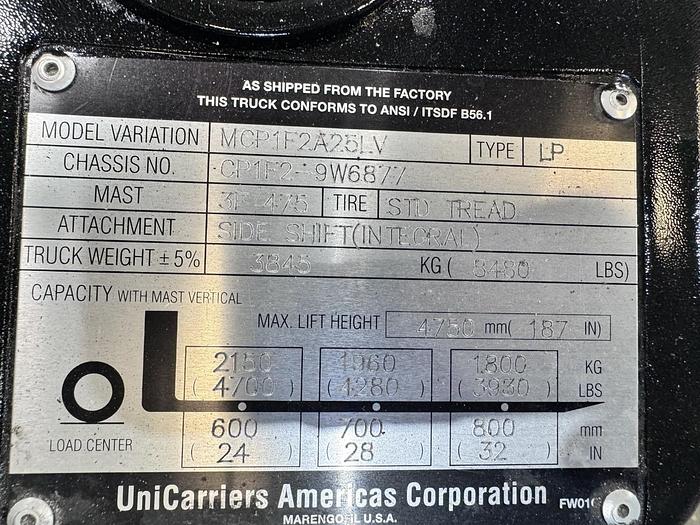 AS SHIPPED FROM THE FACTORY
THIS TRUCK CONFORMS TO ANSI / ITSDF B56.1
MODEL VARIATION MCP1F2A25LV TYPE LP
CHASSIS NO. CP1F2-9W6877
MAST 3F-475 TIRE STD TREAD
ATTACHMENT SIDE SHIFT(INTEGRAL)
TRUCK WEIGHT ± 5% 3845 KG ( 8480 LBS)
CAPACITY WITH MAST VERTICAL
MAX. LIFT HEIGHT 4750 mm( 187 IN)
2150 1960 1800 KG
(4700) (4280) (3930) LBS
600 700 800 mm
LOAD CENTER (24) (28) (32) IN
UniCarriers Americas Corporation FW01
MARENGO, IL U.S.A.